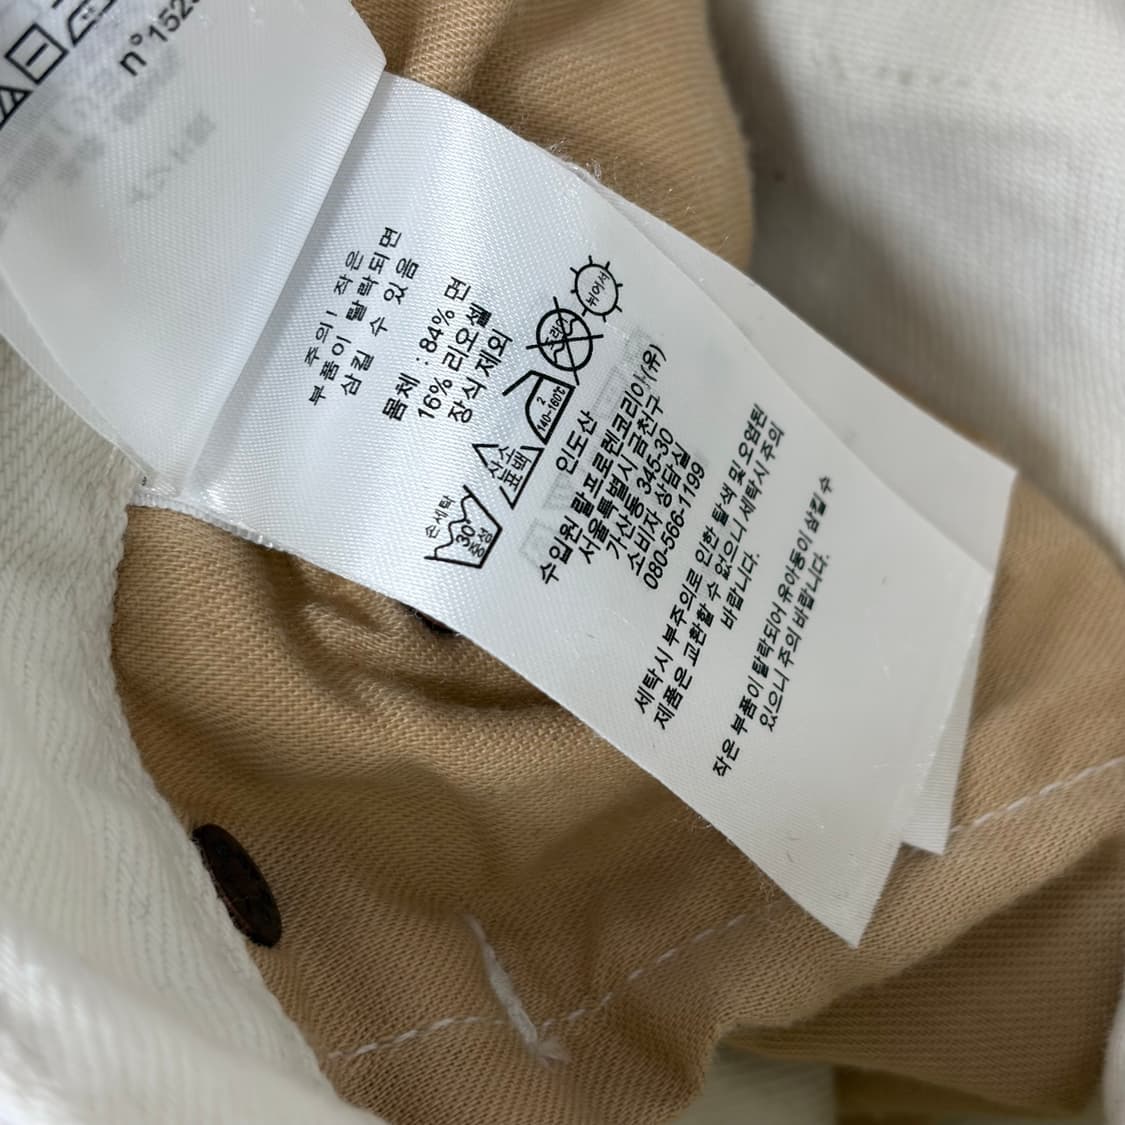 n°152
주의! 작은
부품이 탈락되면
삼킬 수 있음
몸체 : 84% 면
16% 리오셀
장식 제외
손세탁
30℃
중성
산소
표백
2
140-160℃
드라이
뉘어서
인도산
수입원 랄프로렌코리아(유)
서울특별시 금천구
가산동 345-30
소비자 상담실
080-566-1199
세탁시 부주의로 인한 탈색 및 오염된
제품은 교환할 수 없으니 세탁시 주의
바랍니다.
작은 부품이 탈락되어 유아동이 삼킬 수
있으니 주의 바랍니다.